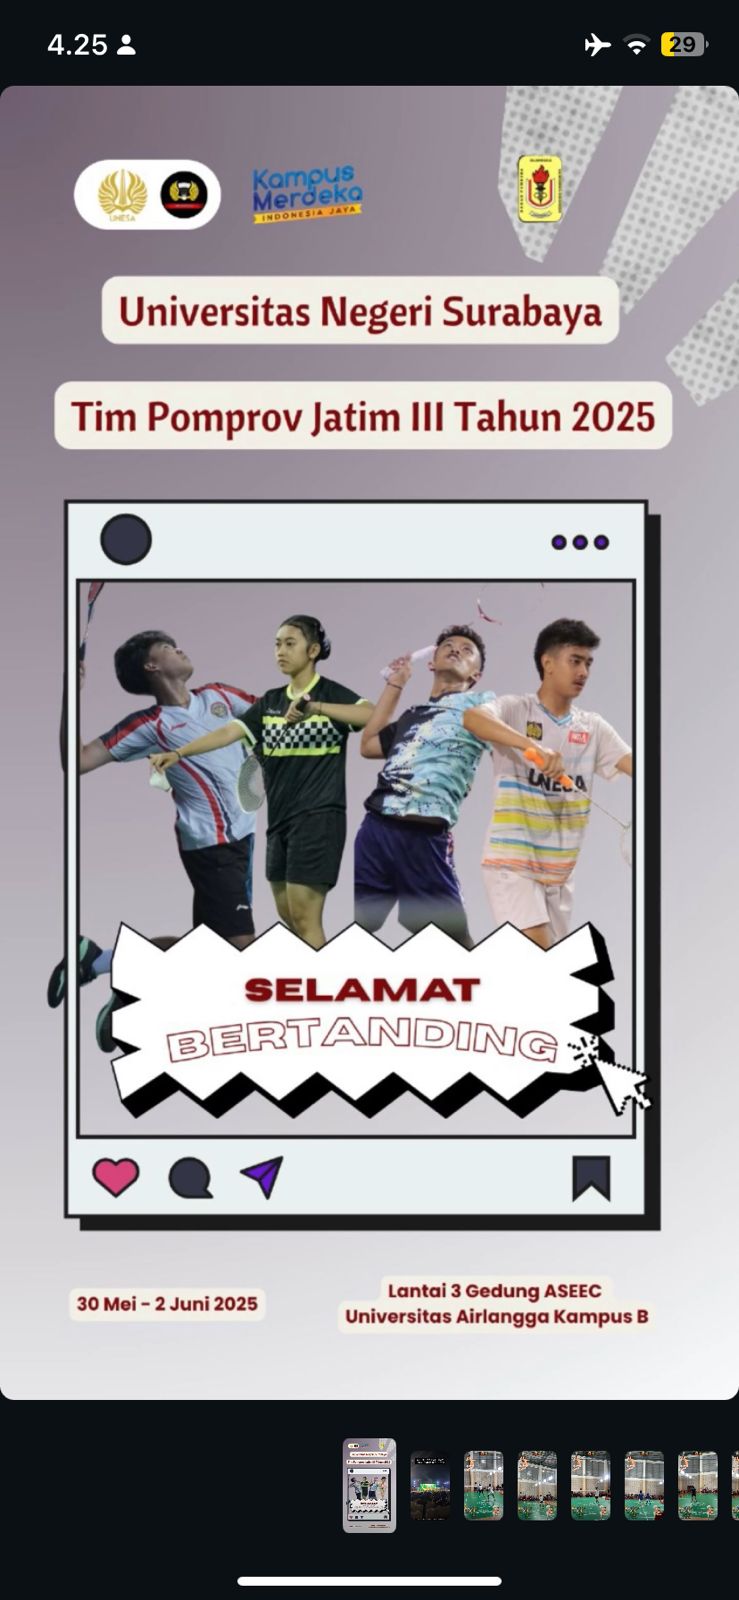 4.25
29
UNESA
Kampus
Merdeka
INDONESIA JAYA
Universitas Negeri Surabaya
Tim Pomprov Jatim III Tahun 2025
UNESA
SELAMAT
BERTANDING
30 Mei - 2 Juni 2025
Lantai 3 Gedung ASEEC
Universitas Airlangga Kampus B